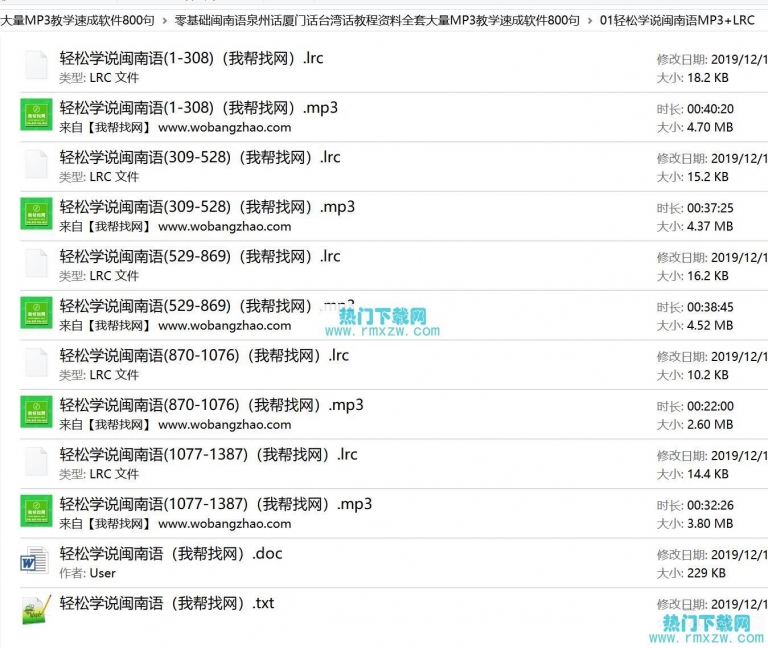 大量MP3教学速成软件800句 › 零基础闽南语泉州话厦门话台湾话教程资料全套大量MP3教学速成软件800句 › 01轻松学说闽南语MP3+LRC
轻松学说闽南语(1-308)（我帮找网）.lrc 修改日期: 2019/12/1
类型: LRC 文件 大小: 18.2 KB
轻松学说闽南语(1-308)（我帮找网）.mp3 时长: 00:40:20
来自【我帮找网】 www.wobangzhao.com 大小: 4.70 MB
轻松学说闽南语(309-528)（我帮找网）.lrc 修改日期: 2019/12/1
类型: LRC 文件 大小: 15.2 KB
轻松学说闽南语(309-528)（我帮找网）.mp3 时长: 00:37:25
来自【我帮找网】 www.wobangzhao.com 大小: 4.37 MB
轻松学说闽南语(529-869)（我帮找网）.lrc 修改日期: 2019/12/1
类型: LRC 文件 大小: 16.2 KB
轻松学说闽南语(529-869)（我帮找网）.mp3 时长: 00:38:45
热门下载网
来自【我帮找网】 www.wobangzhao.com 大小: 4.52 MB
www.rmxzw.com
轻松学说闽南语(870-1076)（我帮找网）.lrc 修改日期: 2019/12/1
类型: LRC 文件 大小: 10.2 KB
轻松学说闽南语(870-1076)（我帮找网）.mp3 时长: 00:22:00
来自【我帮找网】 www.wobangzhao.com 大小: 2.60 MB
轻松学说闽南语(1077-1387)（我帮找网）.lrc 修改日期: 2019/12/1
类型: LRC 文件 大小: 14.4 KB
轻松学说闽南语(1077-1387)（我帮找网）.mp3 时长: 00:32:26
来自【我帮找网】 www.wobangzhao.com 大小: 3.80 MB
轻松学说闽南语（我帮找网）.doc 修改日期: 2019/12/1
作者: User 大小: 229 KB
轻松学说闽南语（我帮找网）.txt 修改日期: 2019/12/1
热门下载网
www.rmxzw.com